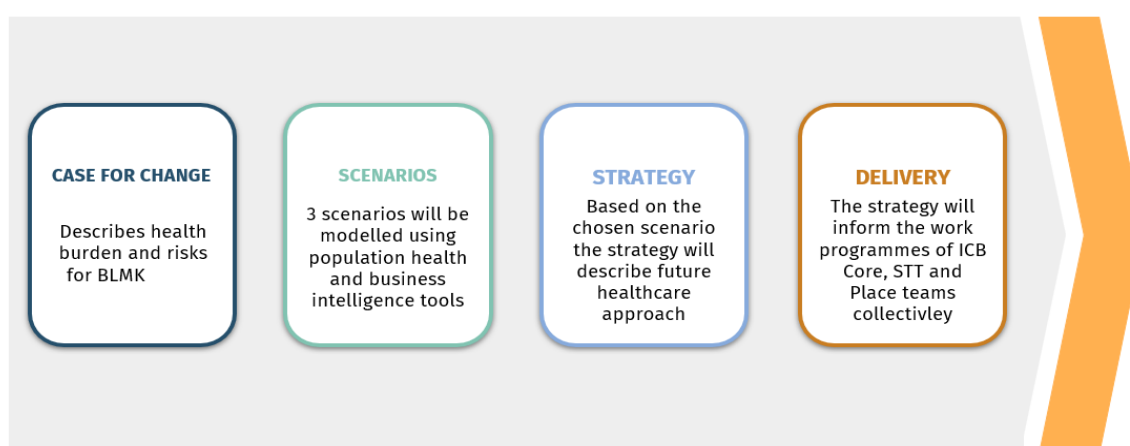 CASE FOR CHANGE
Describes health
burden and risks
for BLMK
SCENARIOS
3 scenarios will be
modelled using
population health
and business
intelligence tools
STRATEGY
Based on the
chosen scenario
the strategy will
describe future
healthcare
approach
DELIVERY
The strategy will
inform the work
programmes of ICB
Core, STT and
Place teams
collectivley